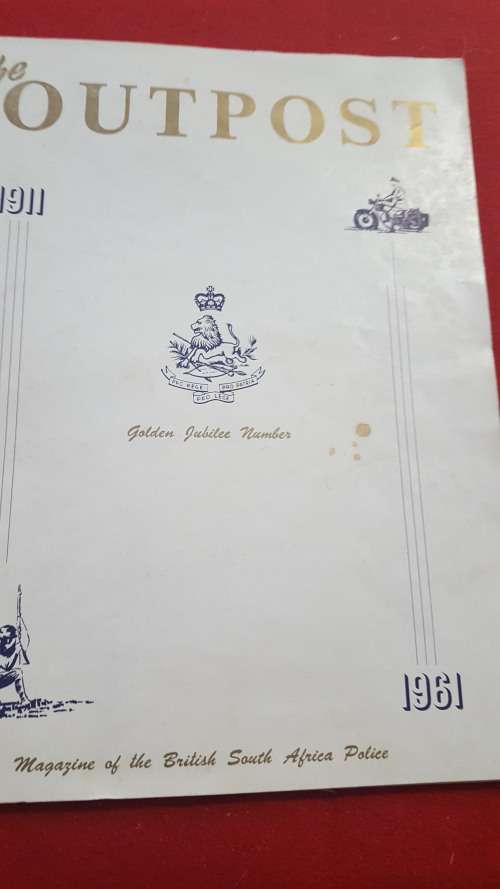 The
OUTPOST
1911
PRO REGE PRO PATRIA
PRO LEGE
Golden Jubilee Number
1961
Magazine of the British South Africa Police